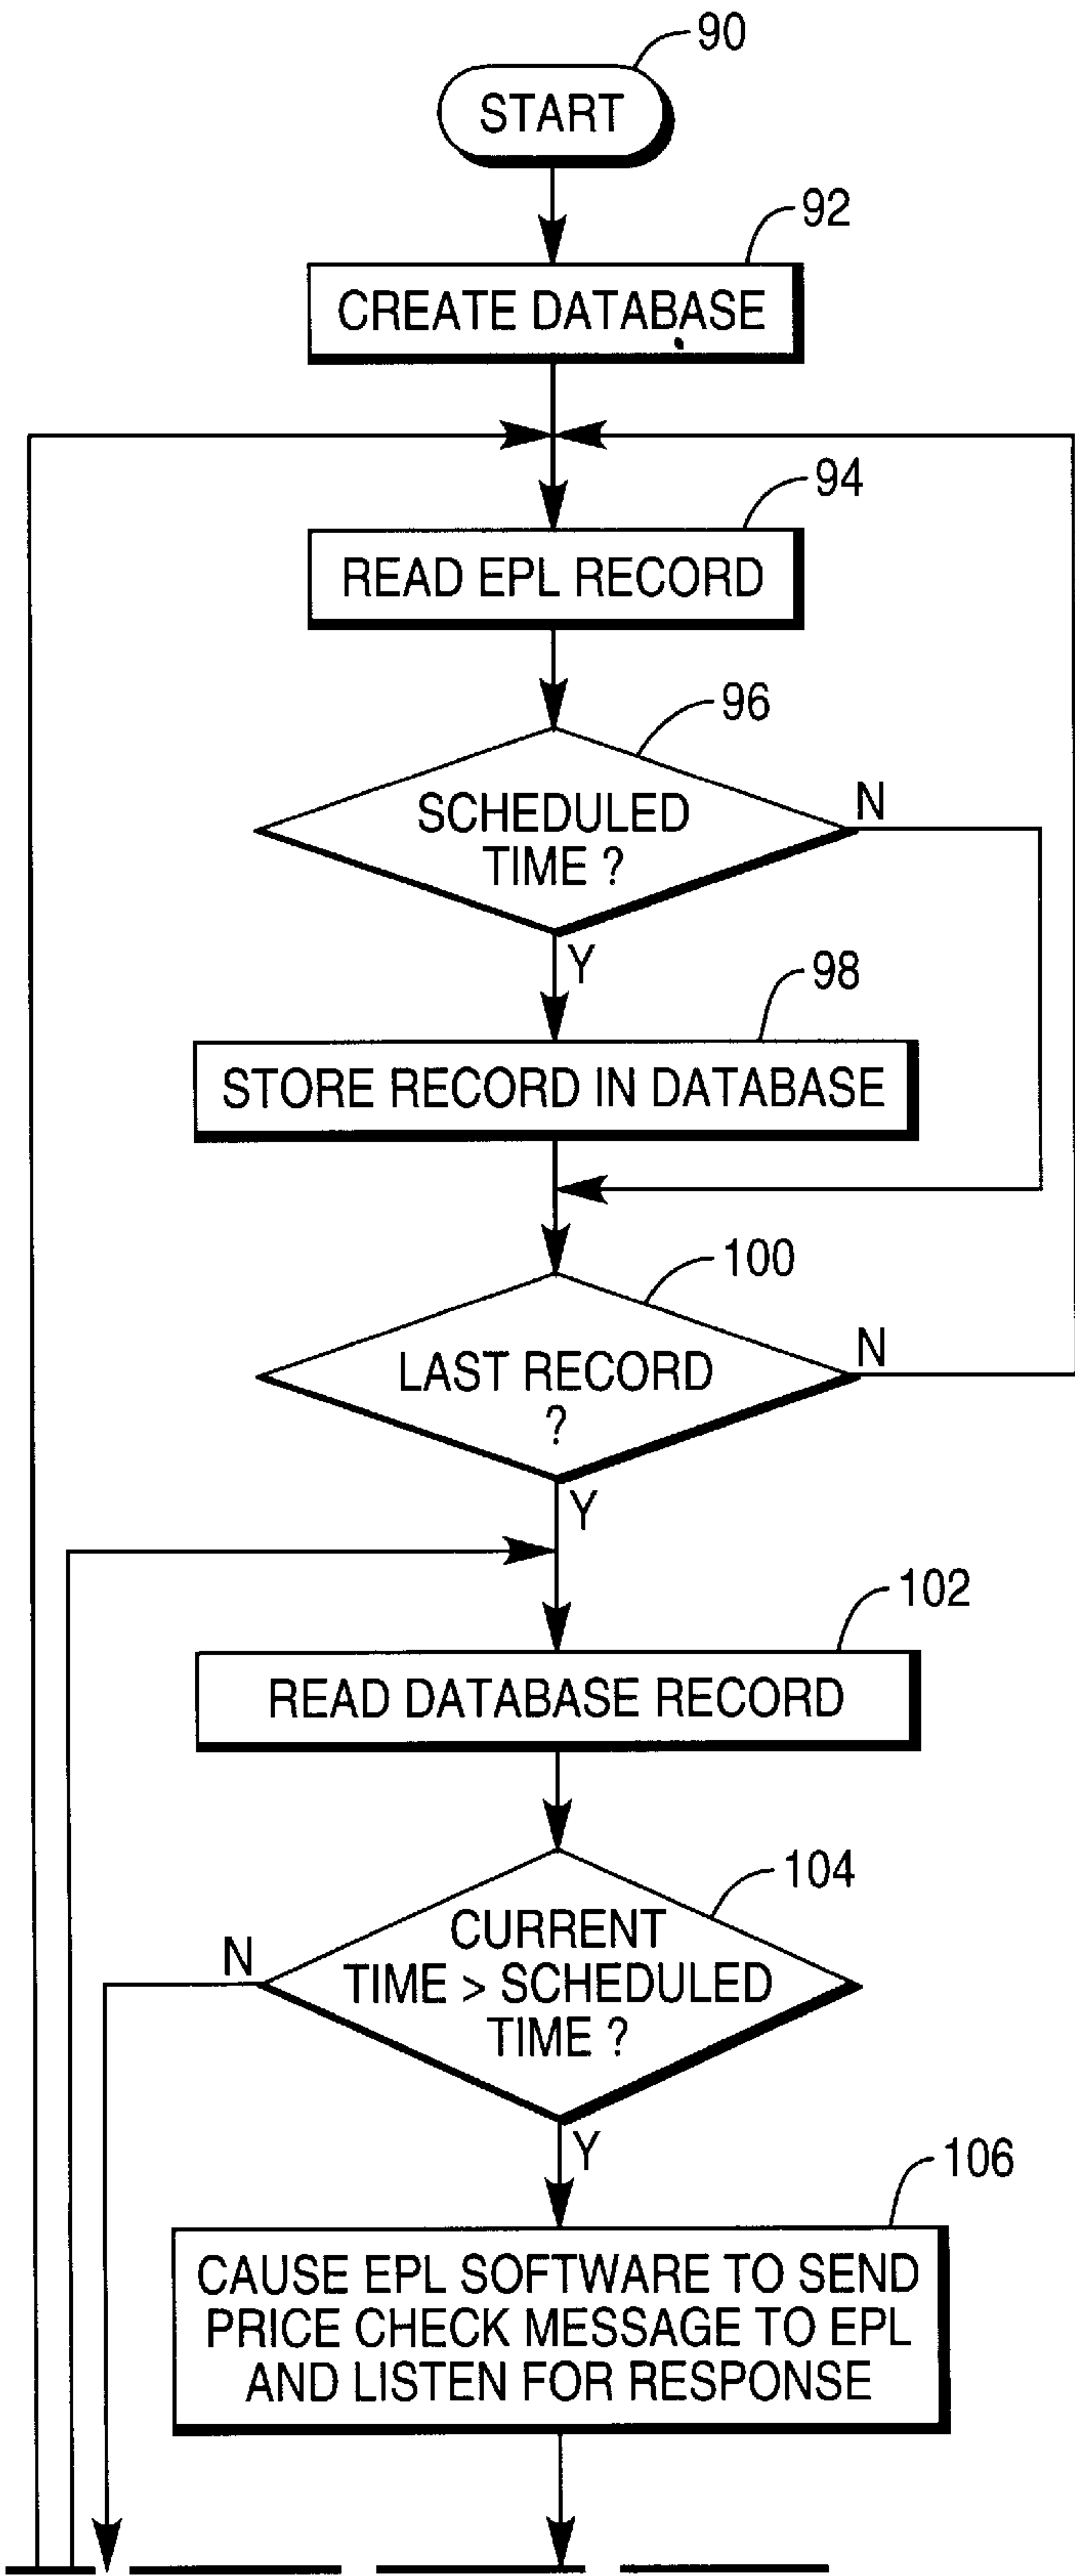 90
START
92
CREATE DATABASE
94
READ EPL RECORD
96
SCHEDULED
TIME ?
N
Y
98
STORE RECORD IN DATABASE
100
LAST RECORD
?
N
Y
102
READ DATABASE RECORD
104
CURRENT
TIME > SCHEDULED
TIME ?
N
Y
106
CAUSE EPL SOFTWARE TO SEND
PRICE CHECK MESSAGE TO EPL
AND LISTEN FOR RESPONSE